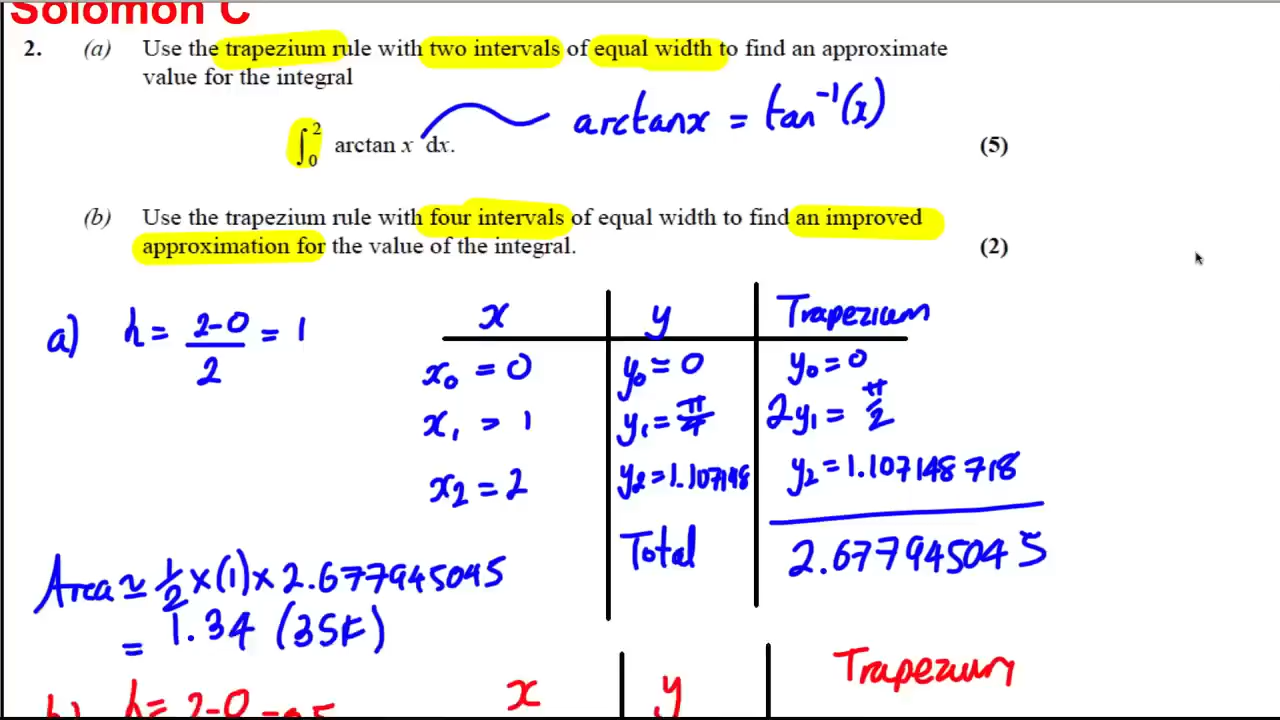 Solomon C
2. (a) Use the trapezium rule with two intervals of equal width to find an approximate
value for the integral
∫₀² arctan x dx. (5)
arctanx = tan⁻¹(x)
(b) Use the trapezium rule with four intervals of equal width to find an improved
approximation for the value of the integral. (2)
a) h = 2-0/2 = 1
x y Trapezium
x₀ = 0 y₀ = 0 y₀ = 0
x₁ = 1 y₁ = π/4 2y₁ = π/2
x₂ = 2 y₂ = 1.107148 y₂ = 1.107148718
Total 2.677945045
Area ≃ 1/2 × (1) × 2.677945045
= 1.34 (3SF)
x y Trapezium
b) h = 2-0 = 0.5